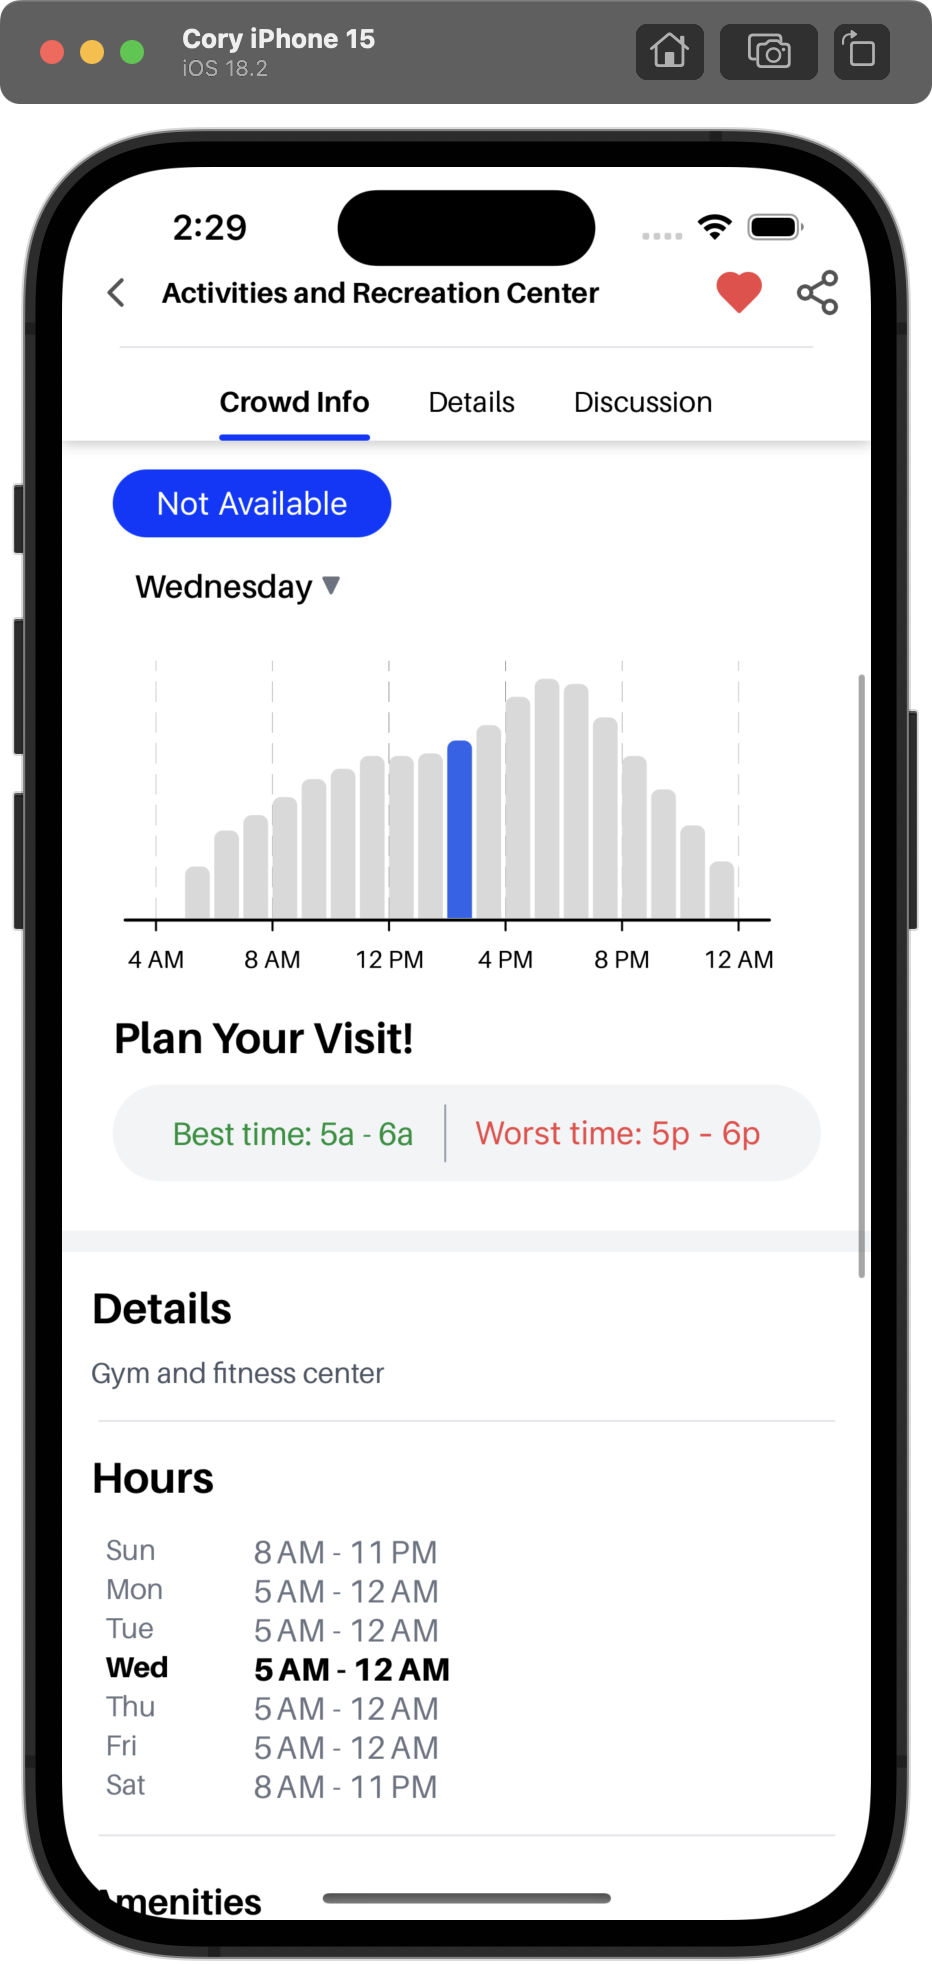 Cory iPhone 15
iOS 18.2
2:29
Activities and Recreation Center
Crowd Info Details Discussion
Not Available
Wednesday ▼
4 AM 8 AM 12 PM 4 PM 8 PM 12 AM
Plan Your Visit!
Best time: 5a - 6a Worst time: 5p - 6p
Details
Gym and fitness center
Hours
Sun 8 AM - 11 PM
Mon 5 AM - 12 AM
Tue 5 AM - 12 AM
Wed 5 AM - 12 AM
Thu 5 AM - 12 AM
Fri 5 AM - 12 AM
Sat 8 AM - 11 PM
Amenities